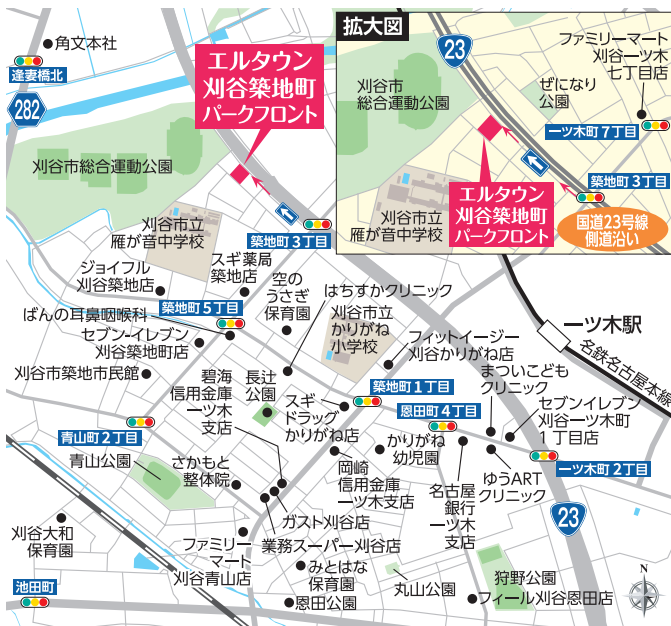 角文本社
逢妻橋北
282
エルタウン
刈谷築地町
パークフロント
刈谷市総合運動公園
刈谷市立
雁が音中学校
築地町3丁目
ジョイフル
刈谷築地店
スギ薬局
築地店
空の
うさぎ
保育園
はちすかクリニック
築地町5丁目
ばんの耳鼻咽喉科
セブン-イレブン
刈谷築地町店
刈谷市築地市民館
刈谷市立
かりがね
小学校
フィットイージー
刈谷かりがね店
一ツ木駅
名鉄名古屋本線
碧海
信用金庫
一ツ木
支店
長辻
公園
スギ
ドラッグ
かりがね店
築地町1丁目
恩田町4丁目
まついこども
クリニック
セブンイレブン
刈谷一ツ木町
1丁目店
青山町2丁目
青山公園
さかもと
整体院
かりがね
幼児園
岡崎
信用金庫
一ツ木支店
名古屋
銀行
一ツ木
支店
ゆうART
クリニック
一ツ木町2丁目
23
ガスト刈谷店
業務スーパー刈谷店
ファミリー
マート
刈谷青山店
刈谷大和
保育園
みとはな
保育園
恩田公園
丸山公園
狩野公園
フィール刈谷恩田店
池田町
N
拡大図
23
ファミリーマート
刈谷一ツ木
七丁目店
刈谷市
総合運動公園
ぜになり
公園
一ツ木町7丁目
築地町3丁目
エルタウン
刈谷築地町
パークフロント
刈谷市立
雁が音中学校
国道23号線
側道沿い